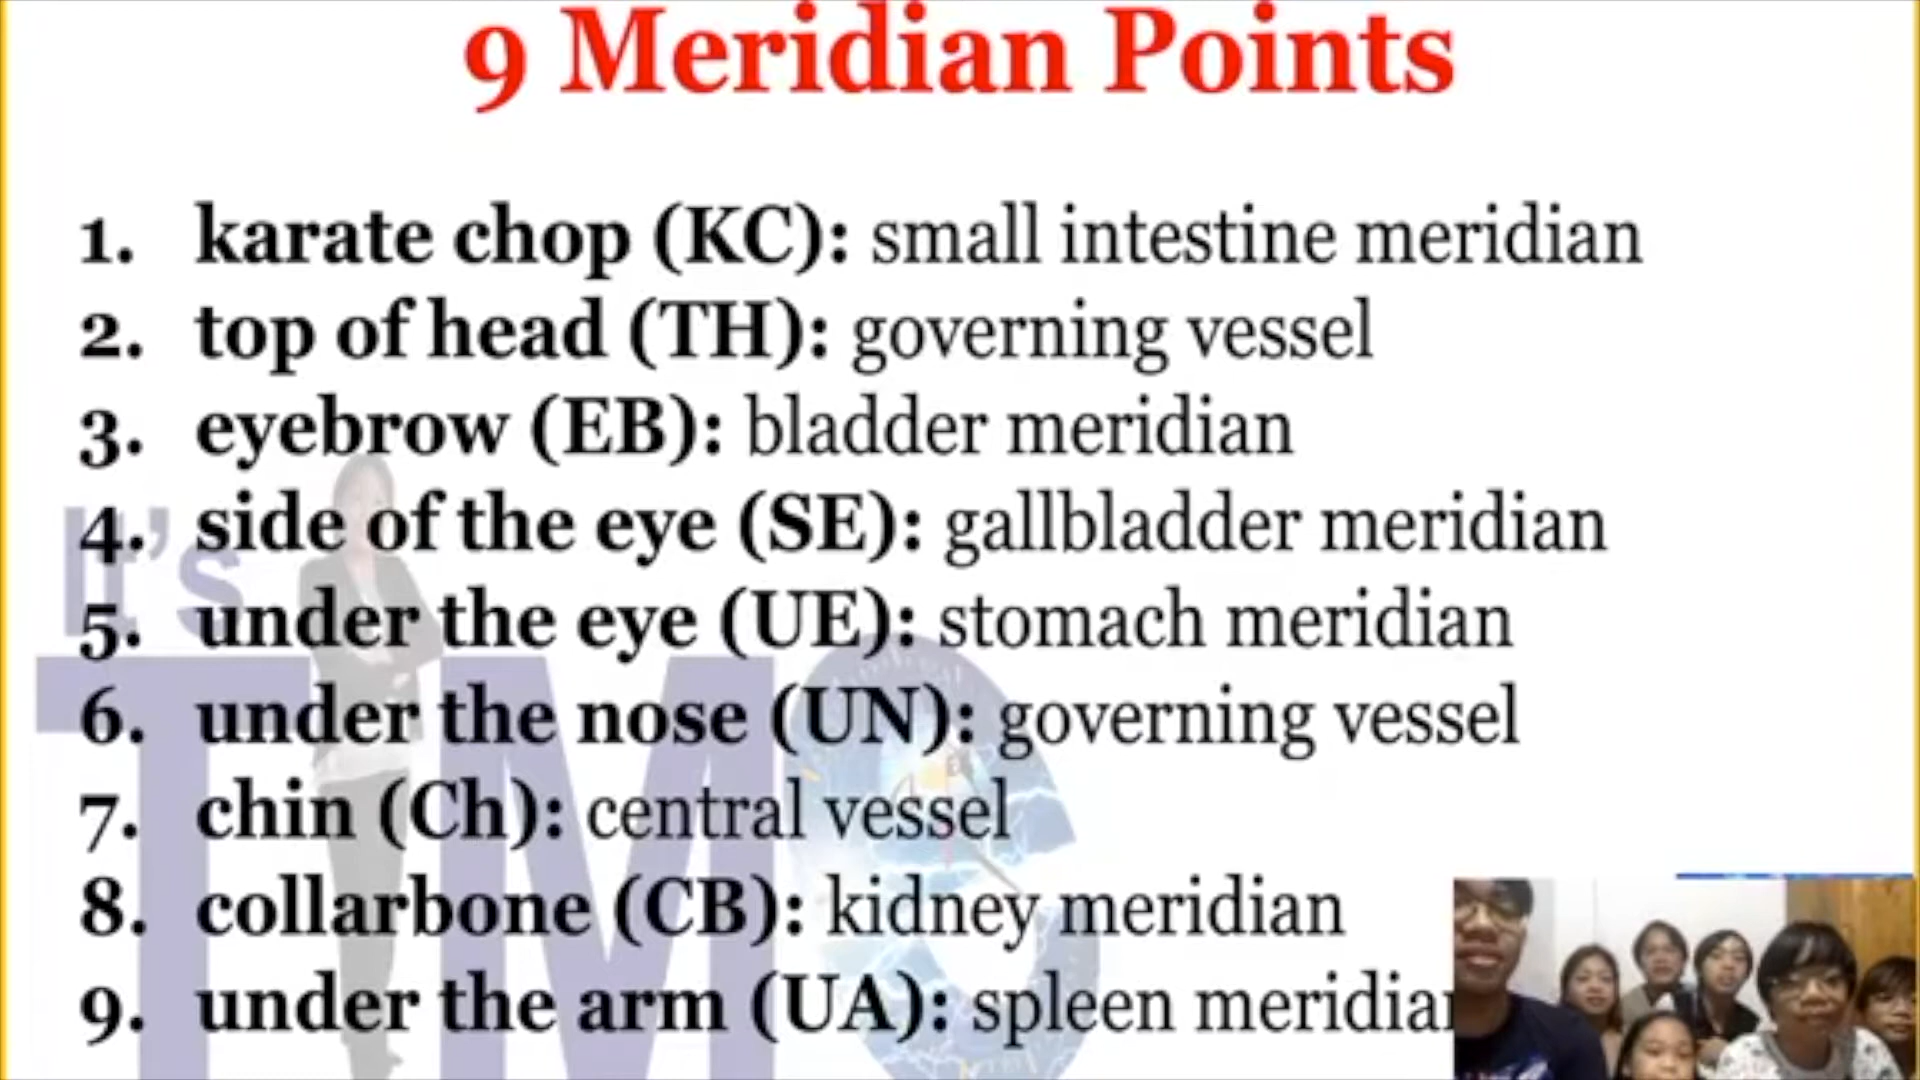 9 Meridian Points
1. karate chop (KC): small intestine meridian
2. top of head (TH): governing vessel
3. eyebrow (EB): bladder meridian
4. side of the eye (SE): gallbladder meridian
5. under the eye (UE): stomach meridian
6. under the nose (UN): governing vessel
7. chin (Ch): central vessel
8. collarbone (CB): kidney meridian
9. under the arm (UA): spleen meridian
It's
TMO